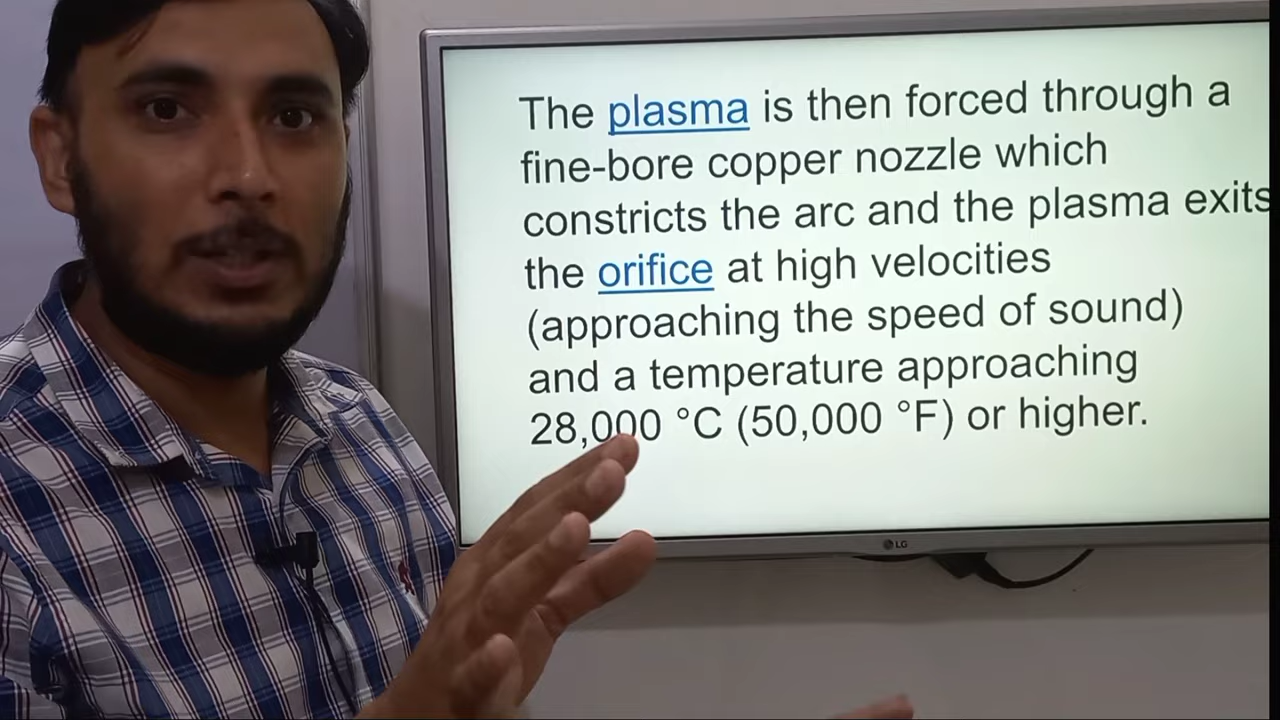 The plasma is then forced through a
fine-bore copper nozzle which
constricts the arc and the plasma exits
the orifice at high velocities
(approaching the speed of sound)
and a temperature approaching
28,000 °C (50,000 °F) or higher.
LG